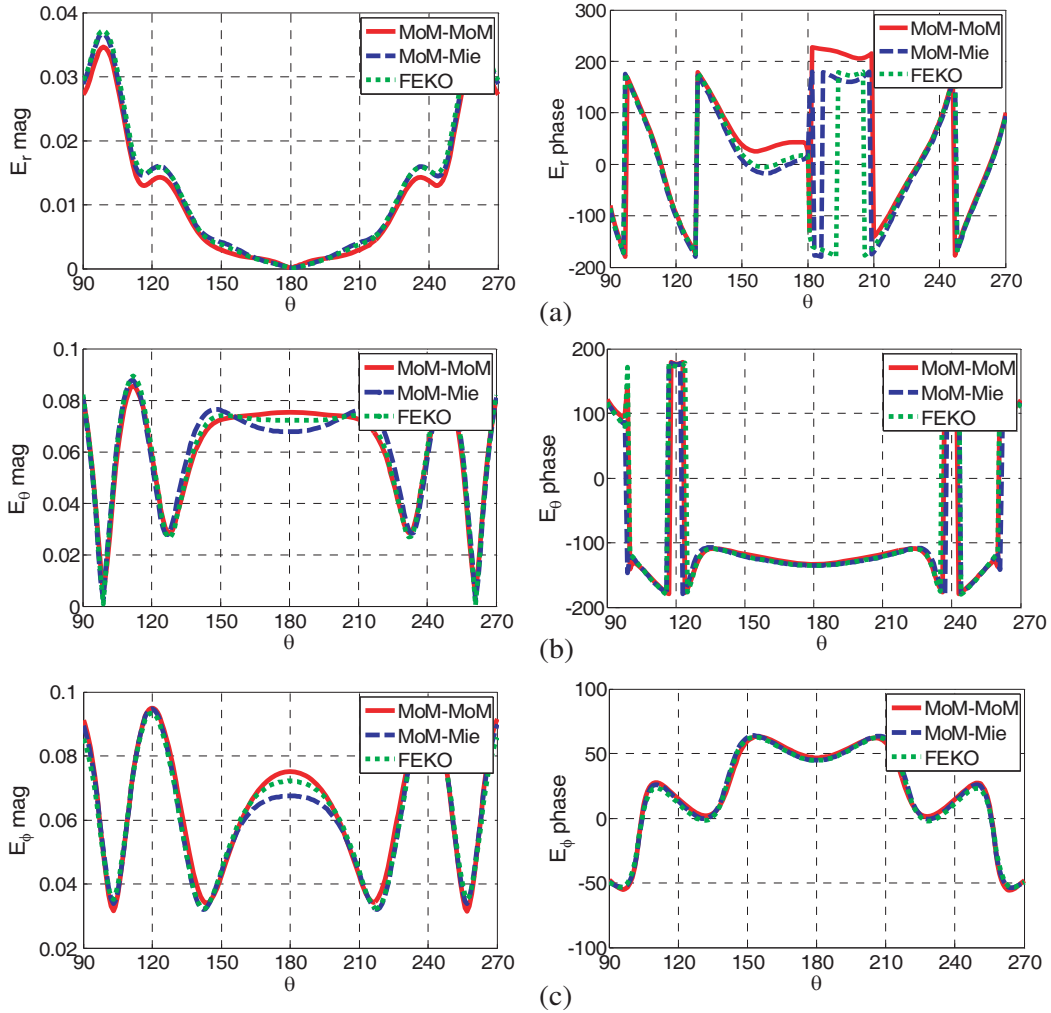 0.04
0.03
0.02
0.01
0
90 120 150 180 210 240 270
E_r mag
θ
MoM-MoM
MoM-Mie
FEKO
300
200
100
0
-100
-200
90 120 150 180 210 240 270
E_r phase
θ
MoM-MoM
MoM-Mie
FEKO
(a)
0.1
0.08
0.06
0.04
0.02
0
90 120 150 180 210 240 270
E_θ mag
θ
MoM-MoM
MoM-Mie
FEKO
200
100
0
-100
-200
90 120 150 180 210 240 270
E_θ phase
θ
MoM-MoM
MoM-Mie
FEKO
(b)
0.1
0.08
0.06
0.04
0.02
90 120 150 180 210 240 270
E_ϕ mag
θ
MoM-MoM
MoM-Mie
FEKO
100
50
0
-50
-100
90 120 150 180 210 240 270
E_ϕ phase
θ
MoM-MoM
MoM-Mie
FEKO
(c)